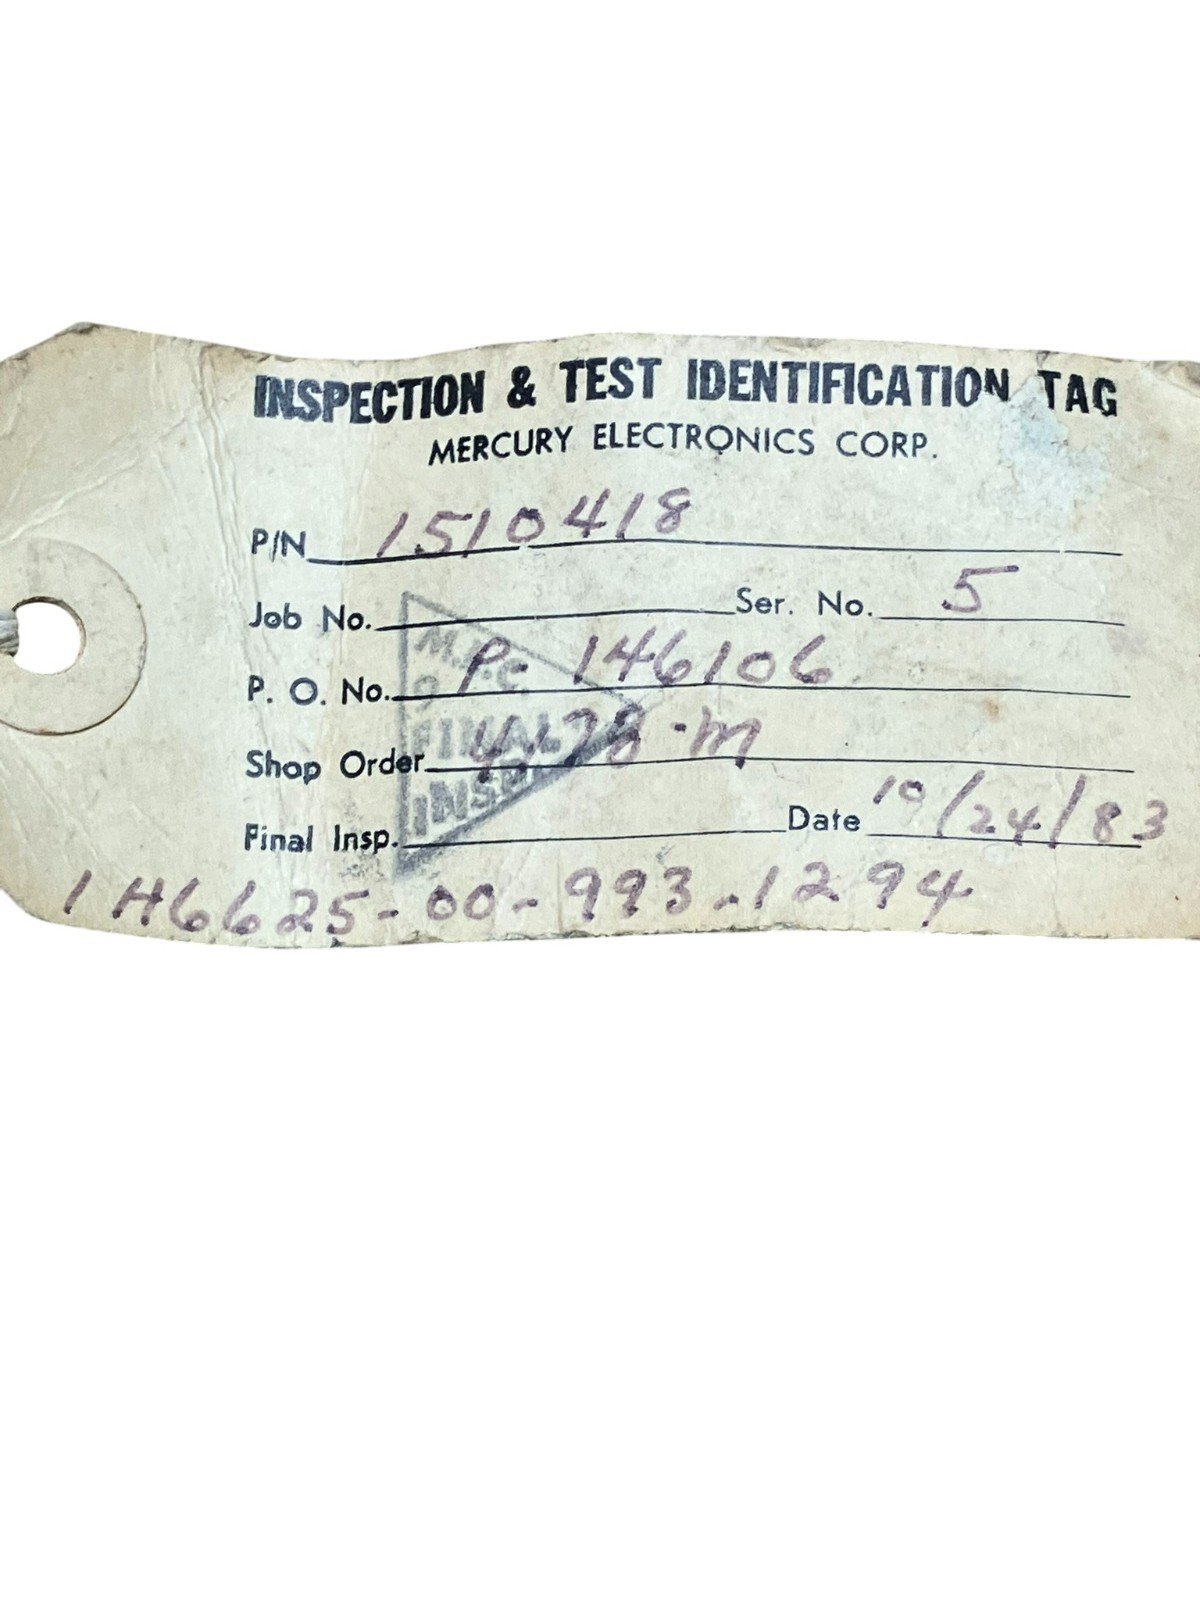 INSPECTION & TEST IDENTIFICATION TAG
MERCURY ELECTRONICS CORP.
P/N 1510418
Job No. Ser. No. 5
P. O. No. Pc 146106
Shop Order
Final Insp. Date 10/24/83
FINAL
1H6625-00-993-1294